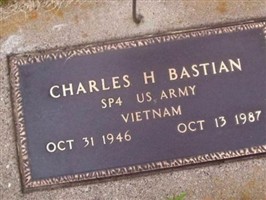 CHARLES H BASTIAN
SP4 US ARMY
VIETNAM
OCT 31 1946 OCT 13 1987